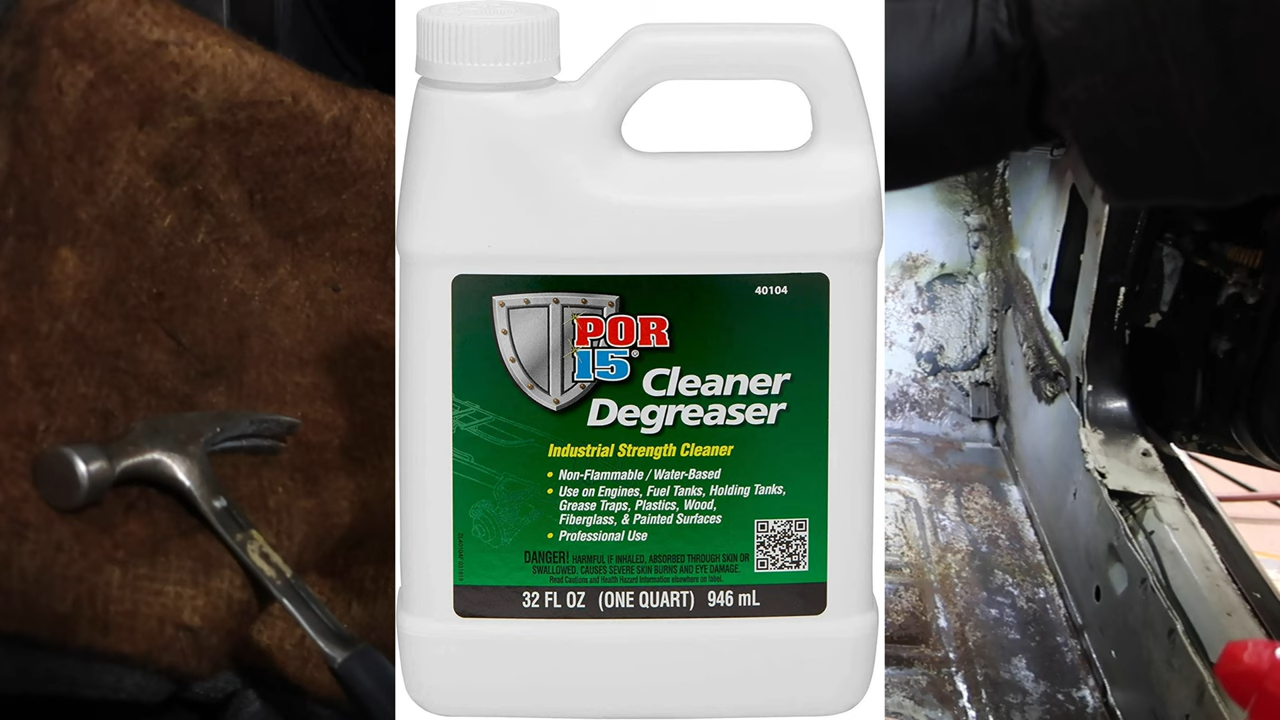 40104
POR
15®
Cleaner
Degreaser
Industrial Strength Cleaner
• Non-Flammable / Water-Based
• Use on Engines, Fuel Tanks, Holding Tanks,
Grease Traps, Plastics, Wood,
Fiberglass, & Painted Surfaces
• Professional Use
DANGER! HARMFUL IF INHALED, ABSORBED THROUGH SKIN OR
SWALLOWED. CAUSES SEVERE SKIN BURNS AND EYE DAMAGE.
Read Cautions and Health Hazard Information elsewhere on label.
32 FL OZ (ONE QUART) 946 mL